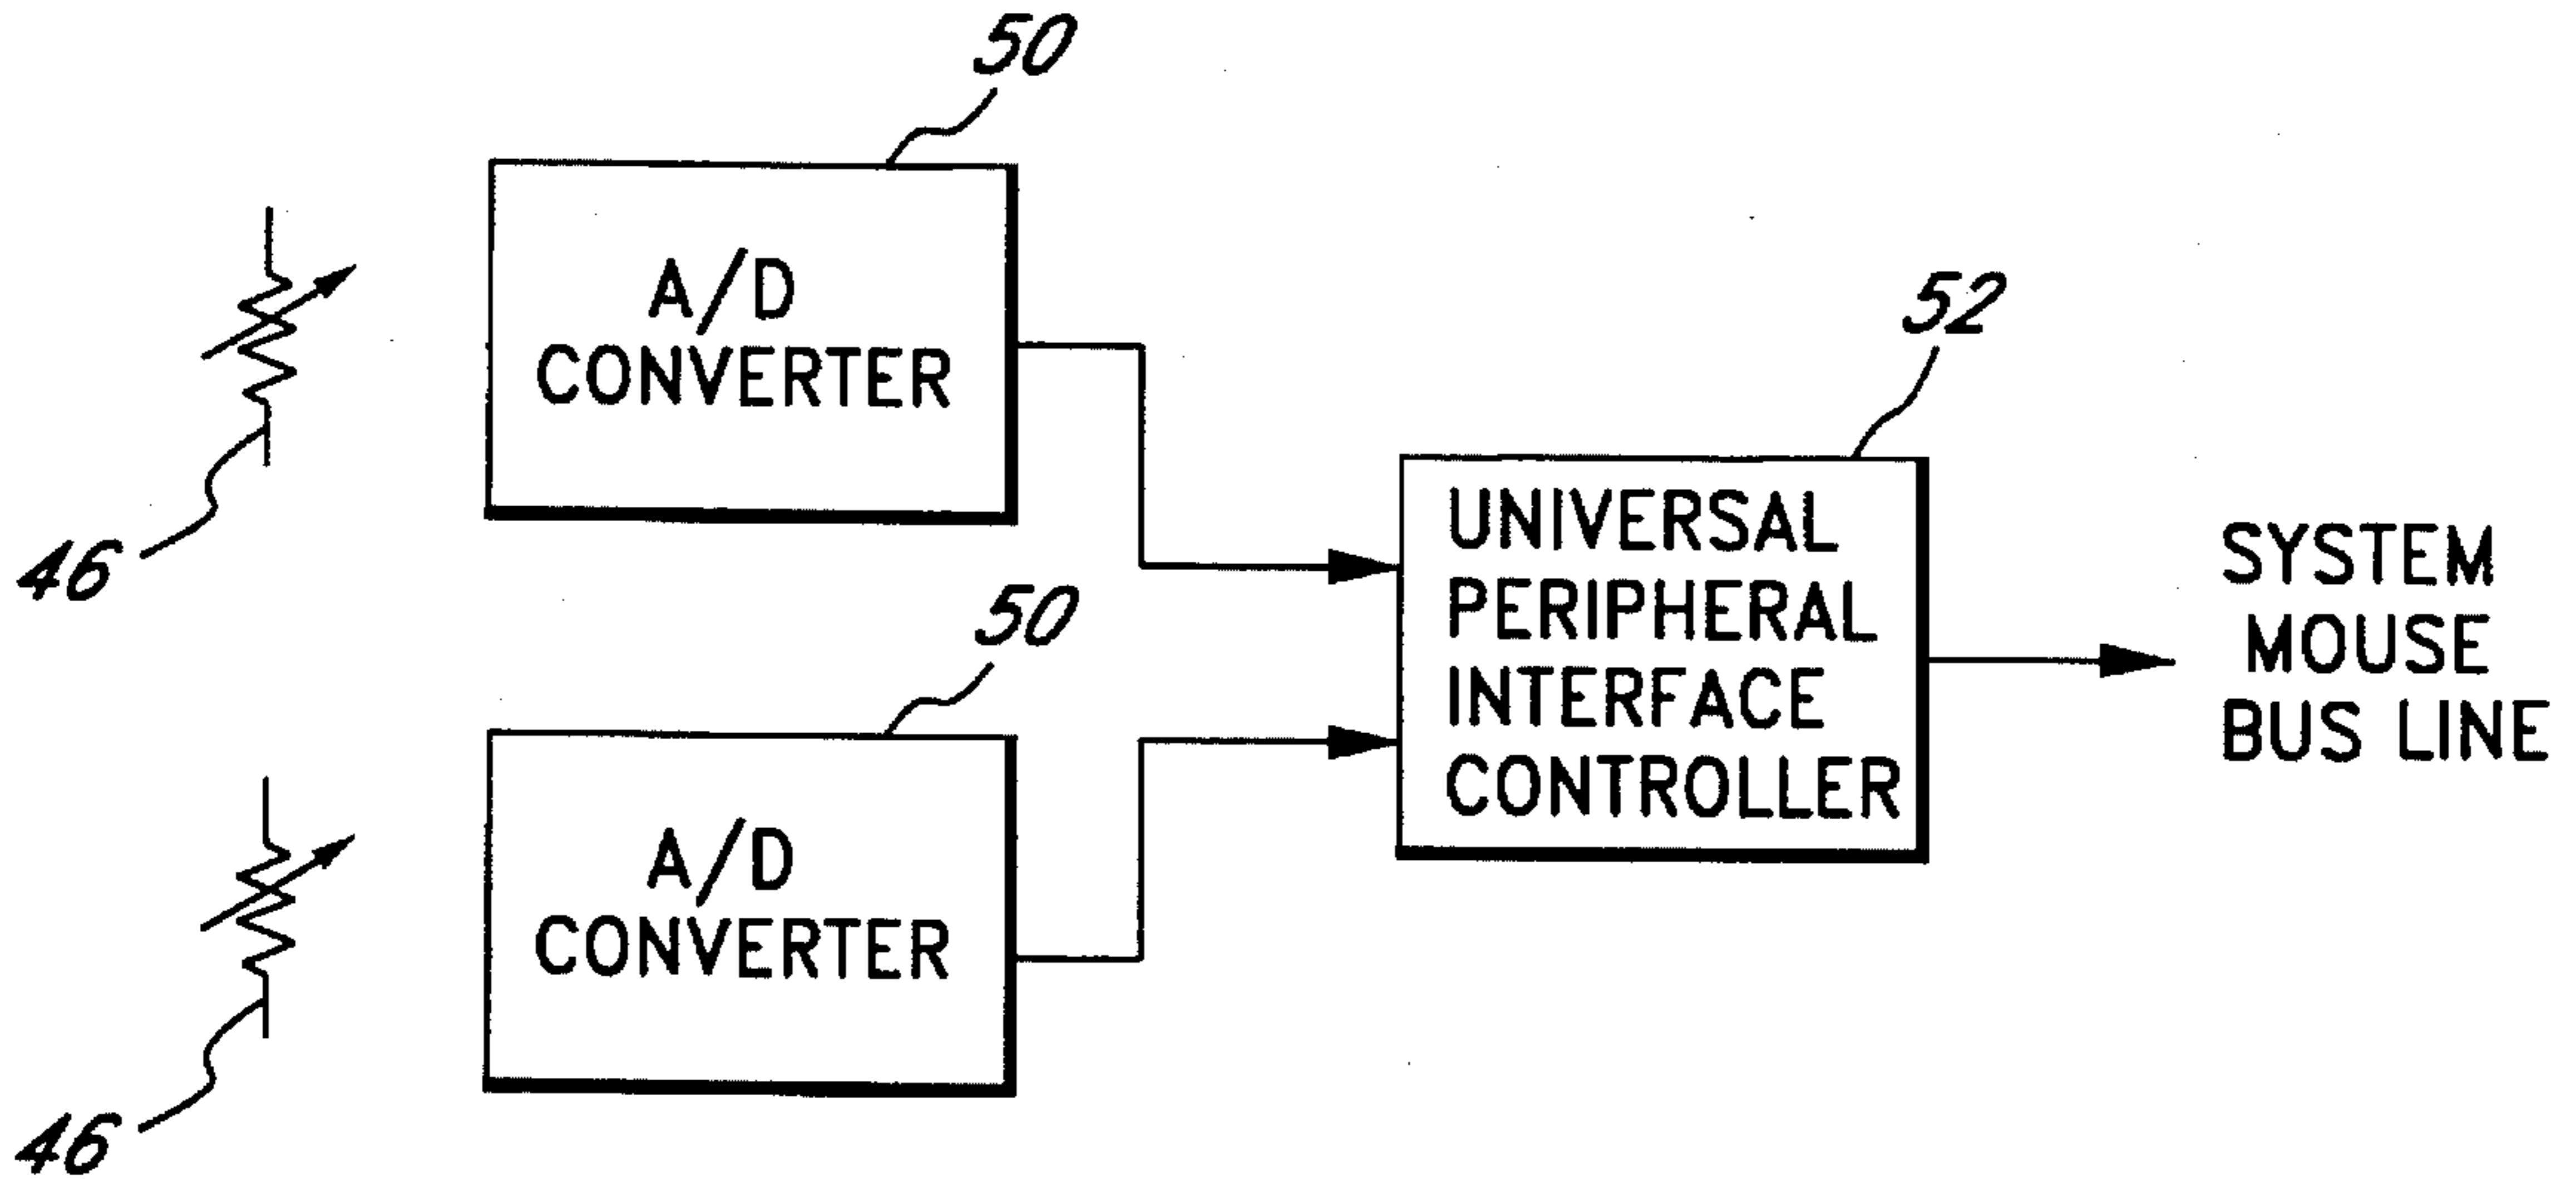 50
A/D
CONVERTER
46
52
UNIVERSAL
PERIPHERAL
INTERFACE
CONTROLLER
SYSTEM
MOUSE
BUS LINE
50
A/D
CONVERTER
46